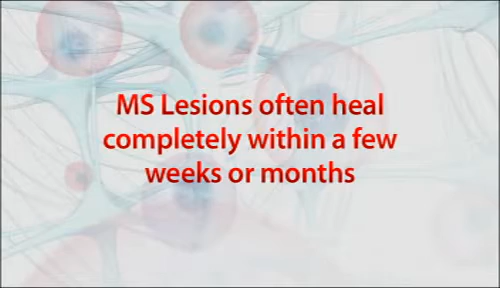 MS Lesions often heal
completely within a few
weeks or months